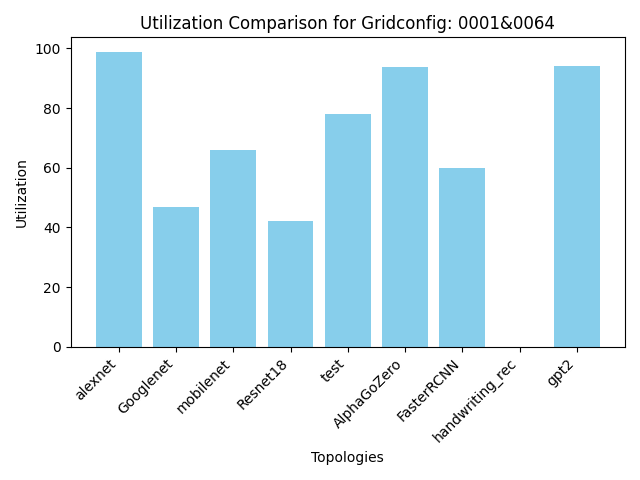 Utilization Comparison for Gridconfig: 0001&0064
100
80
60
40
20
0
Utilization
alexnet
Googlenet
mobilenet
Resnet18
test
AlphaGoZero
FasterRCNN
handwriting_rec
gpt2
Topologies